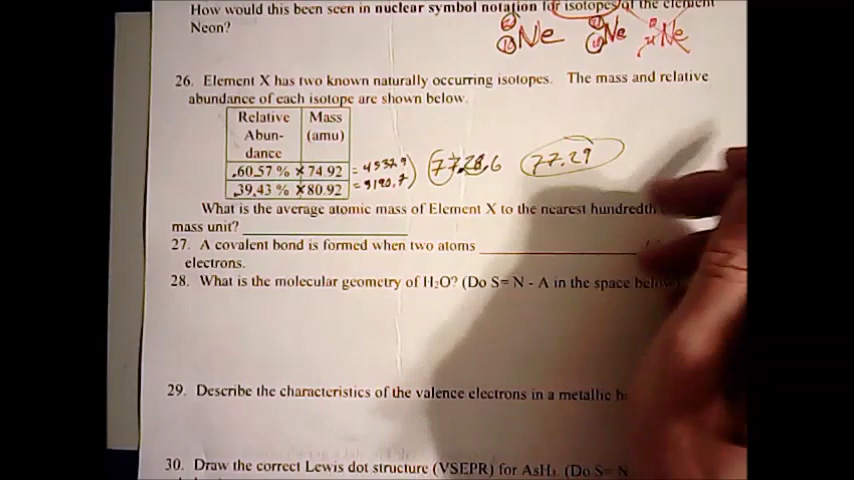 How would this been seen in nuclear symbol notation for isotopes of the element
Neon?
Ne Ne Ne
26. Element X has two known naturally occurring isotopes. The mass and relative
abundance of each isotope are shown below.
Relative Mass
Abun- (amu)
dance
.60.57 % × 74.92 = 4537.9
.39.43 % × 80.92 = 3190.7
77.29
What is the average atomic mass of Element X to the nearest hundredth
mass unit?
27. A covalent bond is formed when two atoms
electrons.
28. What is the molecular geometry of H₂O? (Do S= N - A in the space below
29. Describe the characteristics of the valence electrons in a metallic
30. Draw the correct Lewis dot structure (VSEPR) for AsH₃. (Do S= N